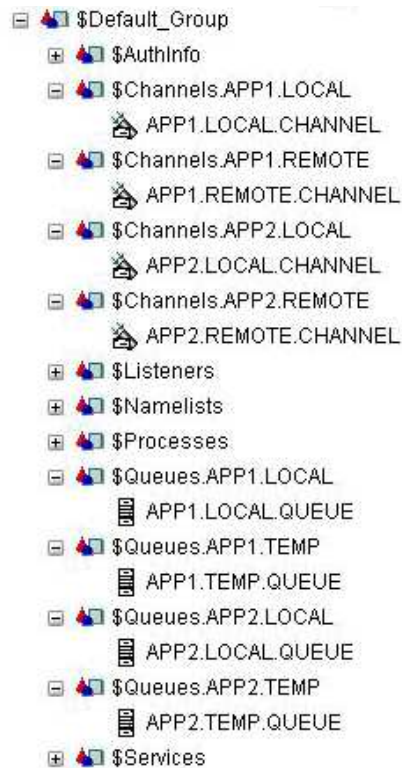 $Default_Group
$AuthInfo
$Channels.APP1.LOCAL
APP1.LOCAL.CHANNEL
$Channels.APP1.REMOTE
APP1.REMOTE.CHANNEL
$Channels.APP2.LOCAL
APP2.LOCAL.CHANNEL
$Channels.APP2.REMOTE
APP2.REMOTE.CHANNEL
$Listeners
$Namelists
$Processes
$Queues.APP1.LOCAL
APP1.LOCAL.QUEUE
$Queues.APP1.TEMP
APP1.TEMP.QUEUE
$Queues.APP2.LOCAL
APP2.LOCAL.QUEUE
$Queues.APP2.TEMP
APP2.TEMP.QUEUE
$Services